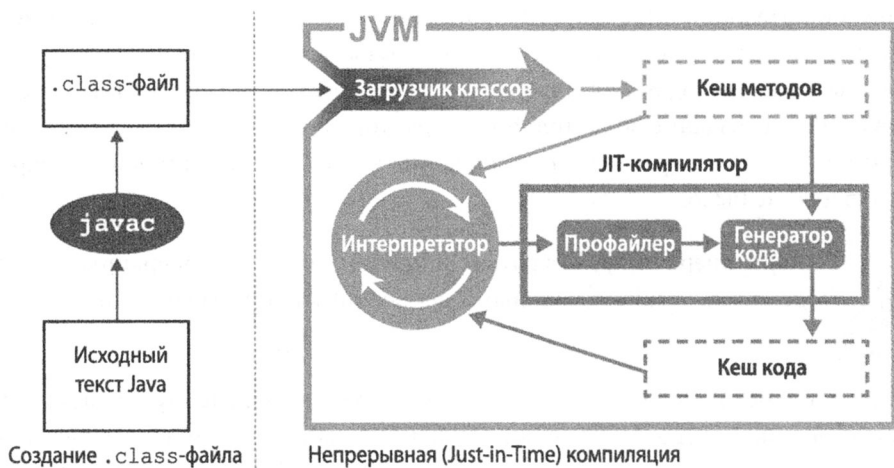 JVM
.class-файл
Загрузчик классов
Кеш методов
JIT-компилятор
javac
Интерпретатор
Профайлер
Генератор
кода
Исходный
текст Java
Кеш кода
Создание .class-файла
Непрерывная (Just-in-Time) компиляция